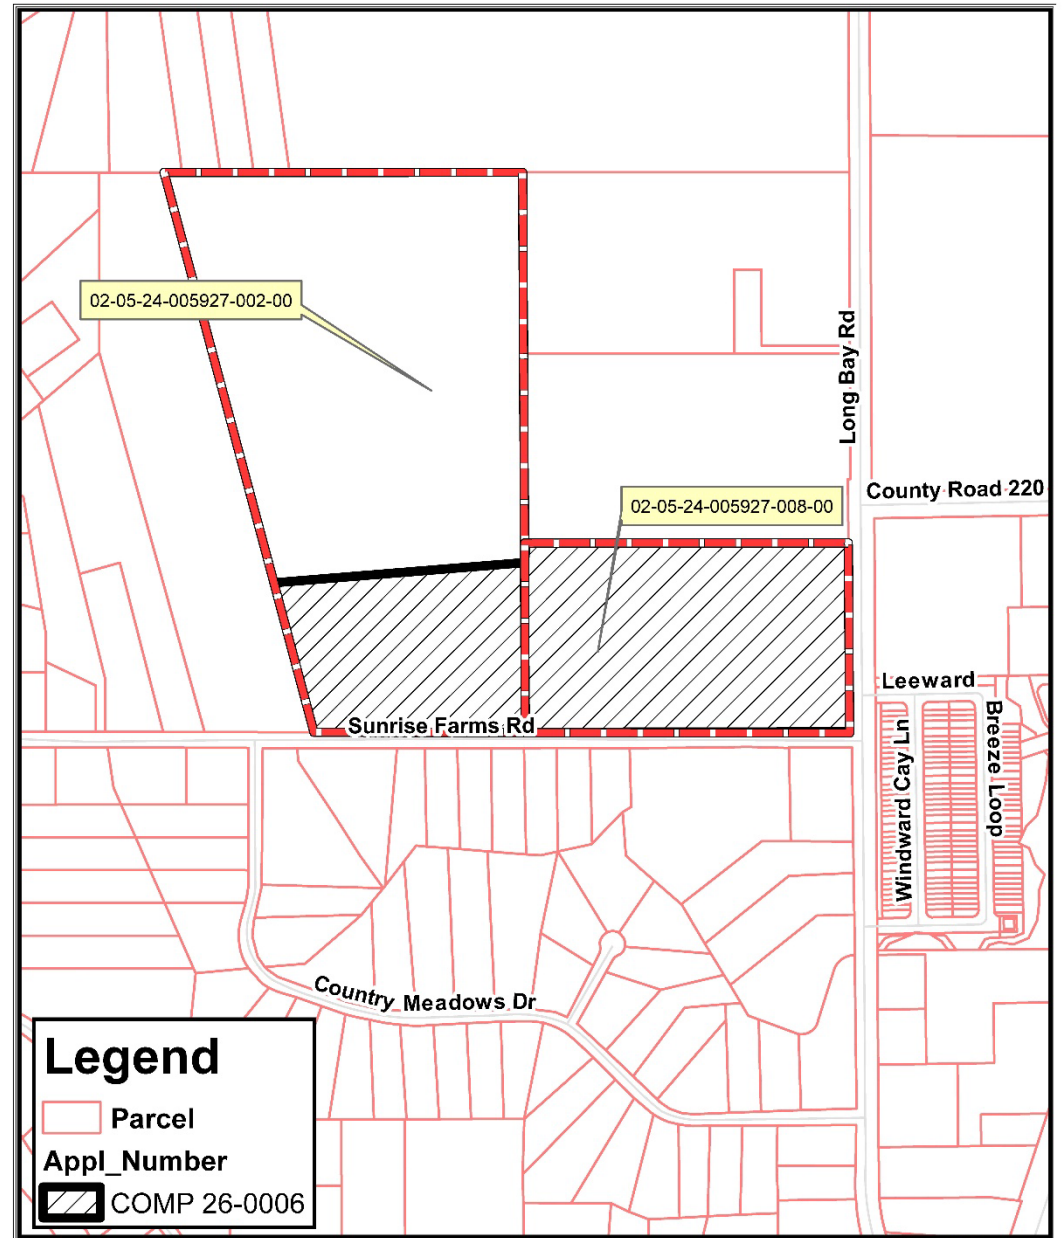 02-05-24-005927-002-00
Long Bay Rd
County Road 220
02-05-24-005927-008-00
Leeward
Sunrise Farms Rd
Windward Cay Ln
Breeze Loop
Country Meadows Dr
Legend
Parcel
Appl_Number
COMP 26-0006